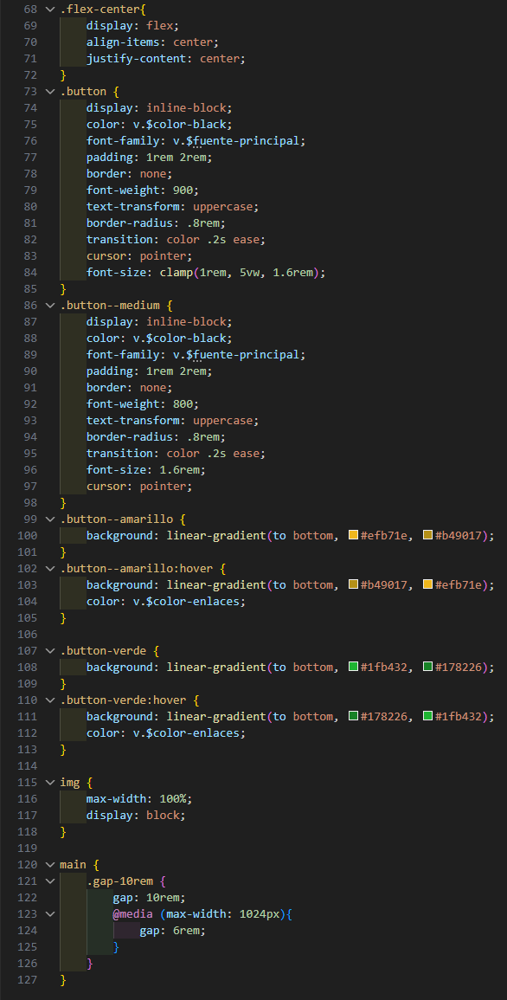 68 .flex-center{
69 display: flex;
70 align-items: center;
71 justify-content: center;
72 }
73 .button {
74 display: inline-block;
75 color: v.$color-black;
76 font-family: v.$fuente-principal;
77 padding: 1rem 2rem;
78 border: none;
79 font-weight: 900;
80 text-transform: uppercase;
81 border-radius: .8rem;
82 transition: color .2s ease;
83 cursor: pointer;
84 font-size: clamp(1rem, 5vw, 1.6rem);
85 }
86 .button--medium {
87 display: inline-block;
88 color: v.$color-black;
89 font-family: v.$fuente-principal;
90 padding: 1rem 2rem;
91 border: none;
92 font-weight: 800;
93 text-transform: uppercase;
94 border-radius: .8rem;
95 transition: color .2s ease;
96 font-size: 1.6rem;
97 cursor: pointer;
98 }
99 .button--amarillo {
100 background: linear-gradient(to bottom, #efb71e, #b49017);
101 }
102 .button--amarillo:hover {
103 background: linear-gradient(to bottom, #b49017, #efb71e);
104 color: v.$color-enlaces;
105 }
106
107 .button-verde {
108 background: linear-gradient(to bottom, #1fb432, #178226);
109 }
110 .button-verde:hover {
111 background: linear-gradient(to bottom, #178226, #1fb432);
112 color: v.$color-enlaces;
113 }
114
115 img {
116 max-width: 100%;
117 display: block;
118 }
119
120 main {
121 .gap-10rem {
122 gap: 10rem;
123 @media (max-width: 1024px){
124 gap: 6rem;
125 }
126 }
127 }